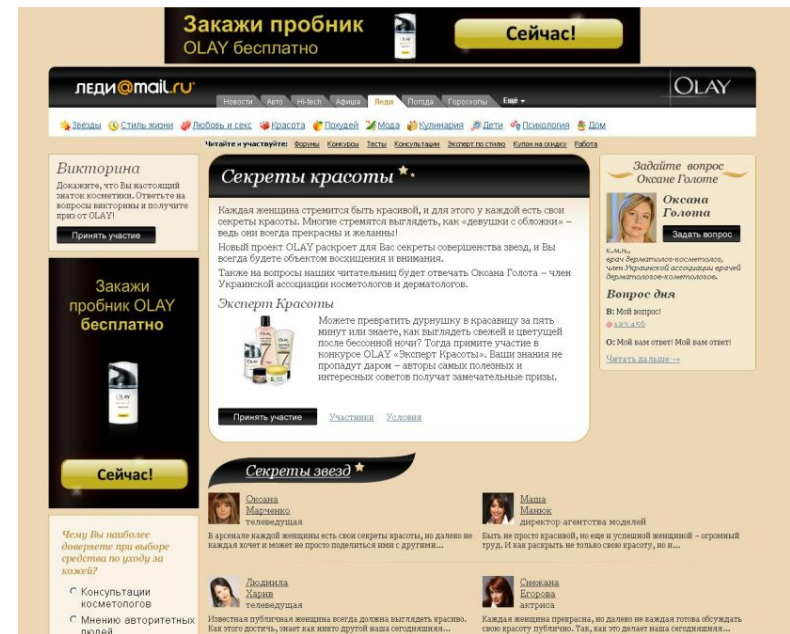 Закажи пробник
OLAY бесплатно
Сейчас!
леди@mail.ru
Новости Авто Hi-tech Афиша Леди Погода Гороскопы Ещё
OLAY
Звезды Стиль жизни Любовь и секс Красота Похудей Мода Кулинария Дети Психология Дом
Читайте и участвуйте: Форумы Конкурсы Тесты Консультации Эксперт по стилю Купон на скидку Работа
Викторина
Докажите, что Вы настоящий
знаток косметики. Ответьте на
вопросы викторины и получите
приз от OLAY!
Принять участие
Закажи
пробник OLAY
бесплатно
OLAY
Сейчас!
Чему Вы наиболее
доверяете при выборе
средства по уходу за
кожей?
Консультации
косметологов
Мнению авторитетных
людей
Секреты красоты
Каждая женщина стремится быть красивой, и для этого у каждой есть свои
секреты красоты. Многие стремятся выглядеть, как «девушки с обложки» –
ведь они всегда прекрасны и желанны!
Новый проект OLAY раскроет для Вас секреты совершенства звезд, и Вы
всегда будете объектом восхищения и внимания.
Также на вопросы наших читательниц будет отвечать Оксана Голота – член
Украинской ассоциации косметологов и дерматологов.
Эксперт Красоты
Можете превратить дурнушку в красавицу за пять
минут или знаете, как выглядеть свежей и цветущей
после бессонной ночи? Тогда примите участие в
конкурсе OLAY «Эксперт Красоты». Ваши знания не
пропадут даром – авторы самых полезных и
интересных советов получат замечательные призы.
Принять участие Участники Условия
Секреты звезд
Оксана
Марченко
телеведущая
В арсенале каждой женщины есть свои секреты красоты, но далеко не
каждая хочет и может не просто поделиться ими с другими...
Маша
Манюк
директор агентства моделей
Быть не просто красивой, но еще и успешной женщиной – огромный
труд. И как раскрыть не только свою красоту, но и...
Людмила
Харив
телеведущая
Известная публичная женщина всегда должна выглядеть красиво.
Как этого достичь, знает как никто другой наша сегодняшняя...
Снежана
Егорова
актриса
Каждая женщина прекрасна, но далеко не каждая готова обсуждать
свою красоту публично. Так, как это делает наша сегодняшняя...
Задайте вопрос
Оксане Голоте
Оксана
Голота
Задать вопрос
к.м.н.,
врач дерматолог-косметолог,
член Украинской ассоциации врачей
дерматологов-косметологов.
Вопрос дня
В: Мой вопрос!
123,456
О: Мой вам ответ! Мой вам ответ!
Читать дальше →